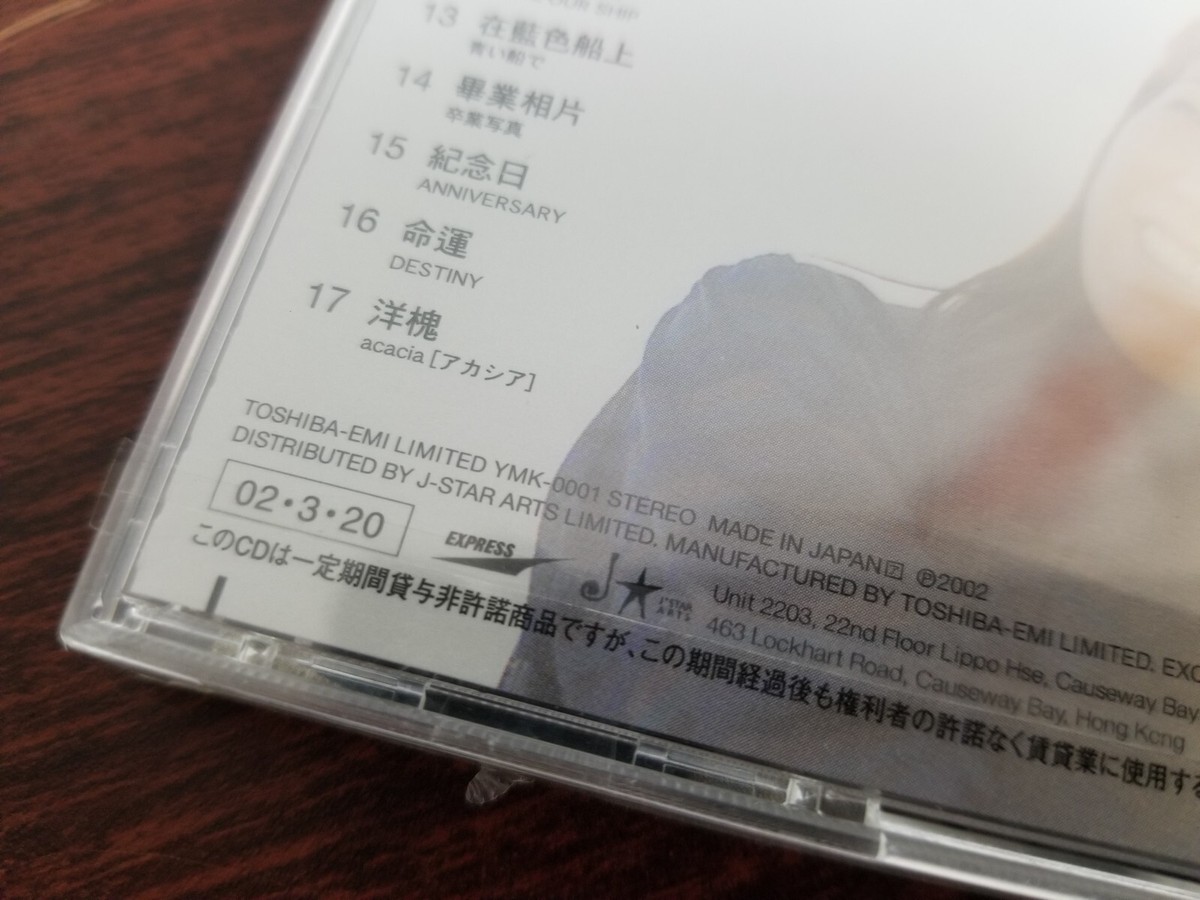 13 在藍色船上
青い船で
14 畢業相片
卒業写真
15 紀念日
ANNIVERSARY
16 命運
DESTINY
17 洋槐
acacia [アカシア]
TOSHIBA-EMI LIMITED YMK-0001 STEREO MADE IN JAPAN ア Ⓟ2002
DISTRIBUTED BY J-STAR ARTS LIMITED. MANUFACTURED BY TOSHIBA-EMI LIMITED.
02・3・20
EXPRESS
J★
J*STAR ARTS
Unit 2203, 22nd Floor Lippo Hse, Causeway Bay
463 Lockhart Road, Causeway Bay, Hong Kong
このCDは一定期間貸与非許諾商品ですが、この期間経過後も権利者の許諾なく賃貸業に使用する